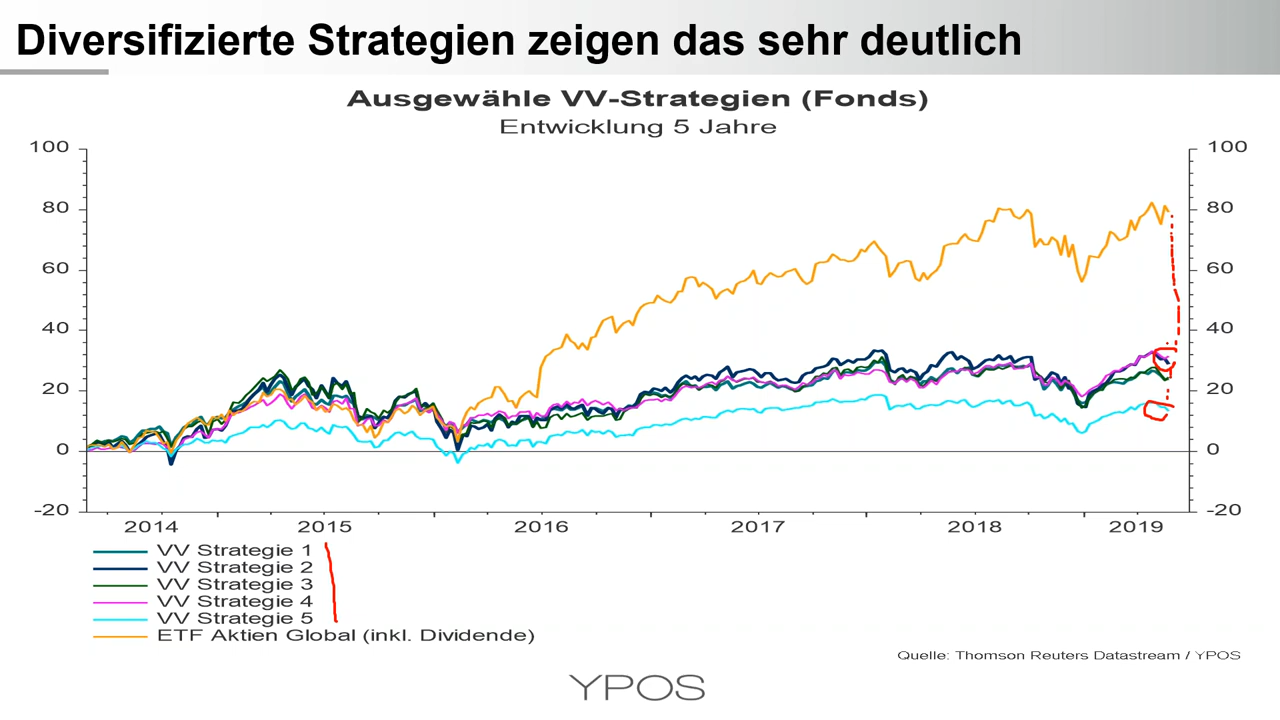 Diversifizierte Strategien zeigen das sehr deutlich
Ausgewähle VV-Strategien (Fonds)
Entwicklung 5 Jahre
100 100
80 80
60 60
40 40
20 20
0 0
-20 -20
2014 2015 2016 2017 2018 2019
VV Strategie 1
VV Strategie 2
VV Strategie 3
VV Strategie 4
VV Strategie 5
ETF Aktien Global (inkl. Dividende)
Quelle: Thomson Reuters Datastream / YPOS
YPOS